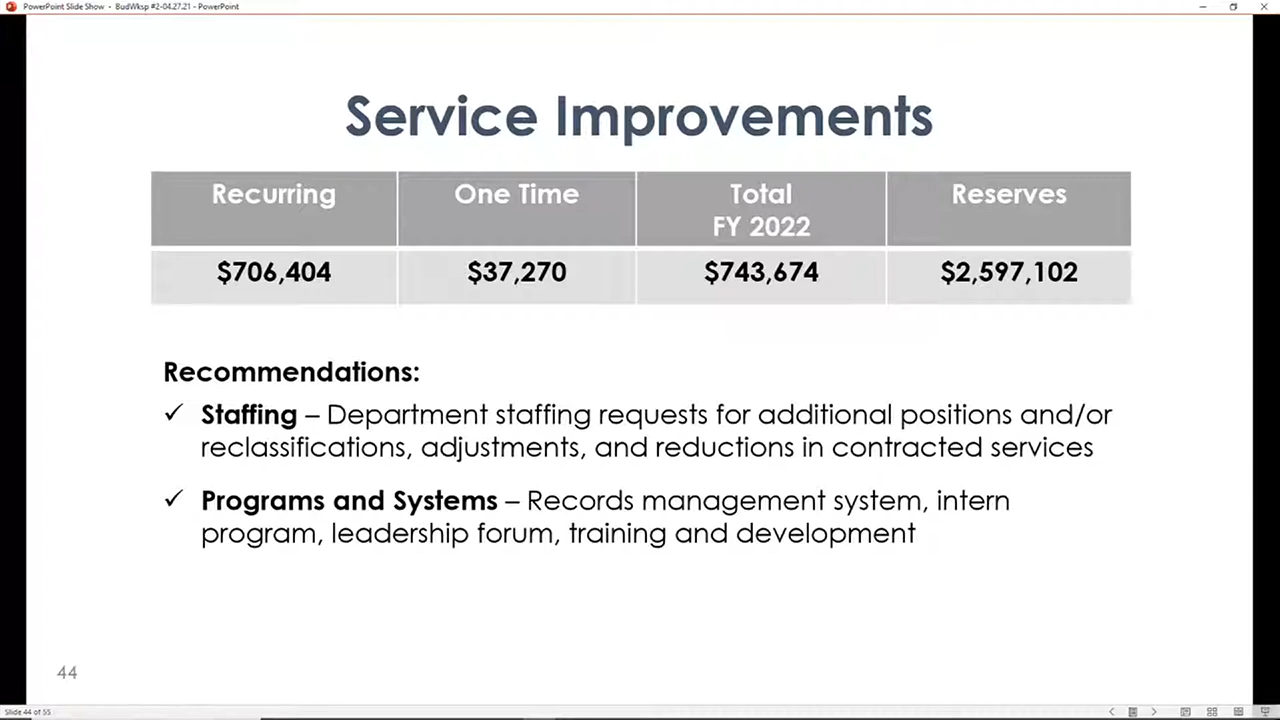 PowerPoint Slide Show - BudWksp #2-04.27.21 - PowerPoint
Service Improvements
Recurring One Time Total FY 2022 Reserves
$706,404 $37,270 $743,674 $2,597,102
Recommendations:
✓ Staffing – Department staffing requests for additional positions and/or
reclassifications, adjustments, and reductions in contracted services
✓ Programs and Systems – Records management system, intern
program, leadership forum, training and development
44
Slide 44 of 55